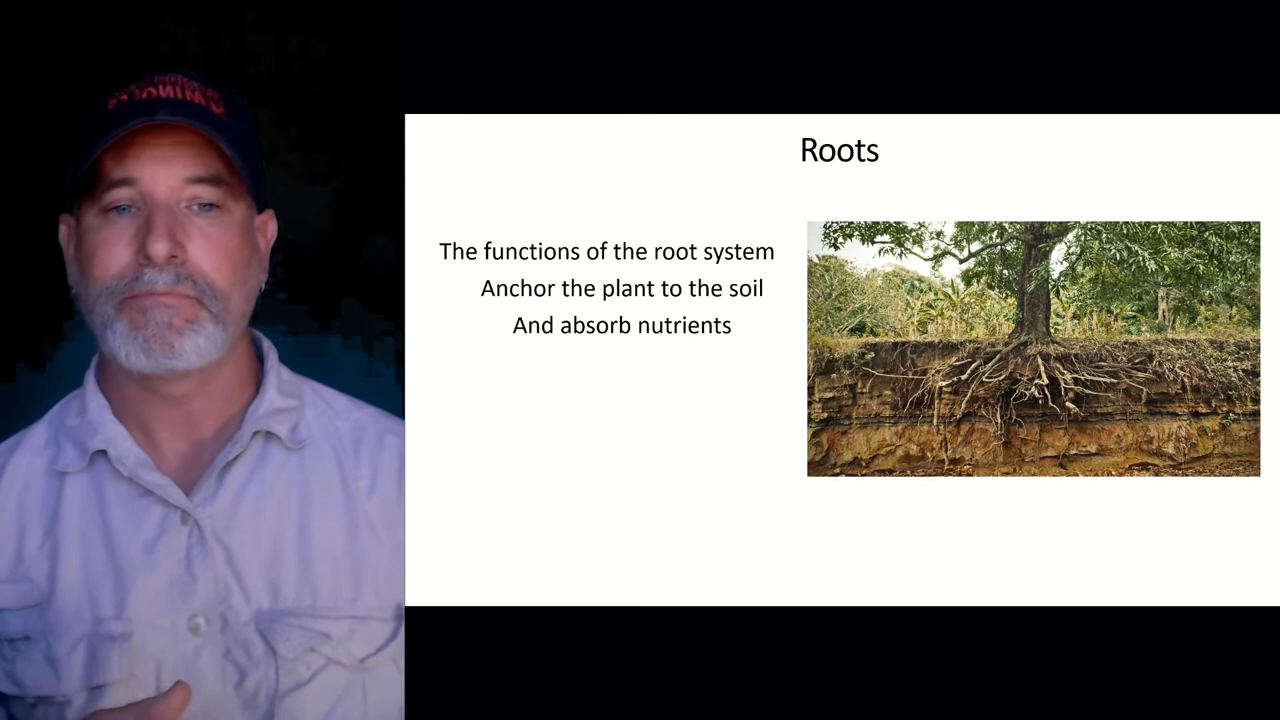 Roots
The functions of the root system
Anchor the plant to the soil
And absorb nutrients